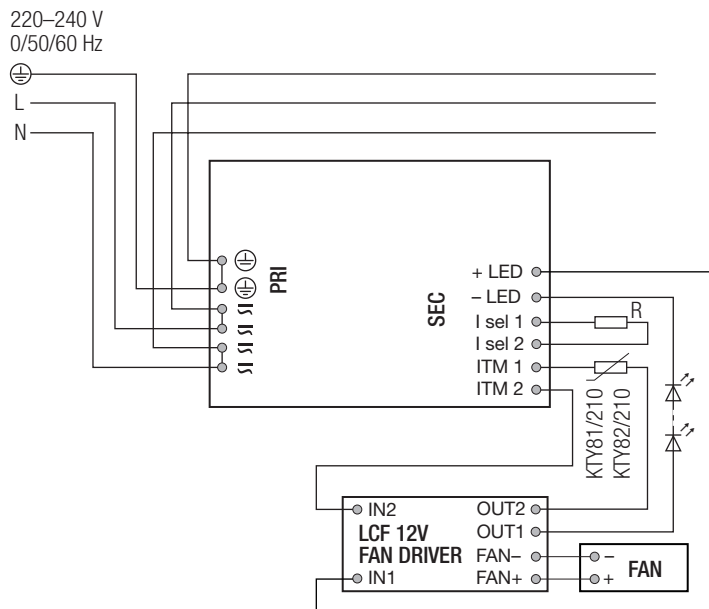 220–240 V
0/50/60 Hz
L
N
PRI
SEC
+ LED
– LED
I sel 1
I sel 2
ITM 1
ITM 2
R
KTY81/210
KTY82/210
IN2
LCF 12V
FAN DRIVER
IN1
OUT2
OUT1
FAN–
FAN+
–
+
FAN